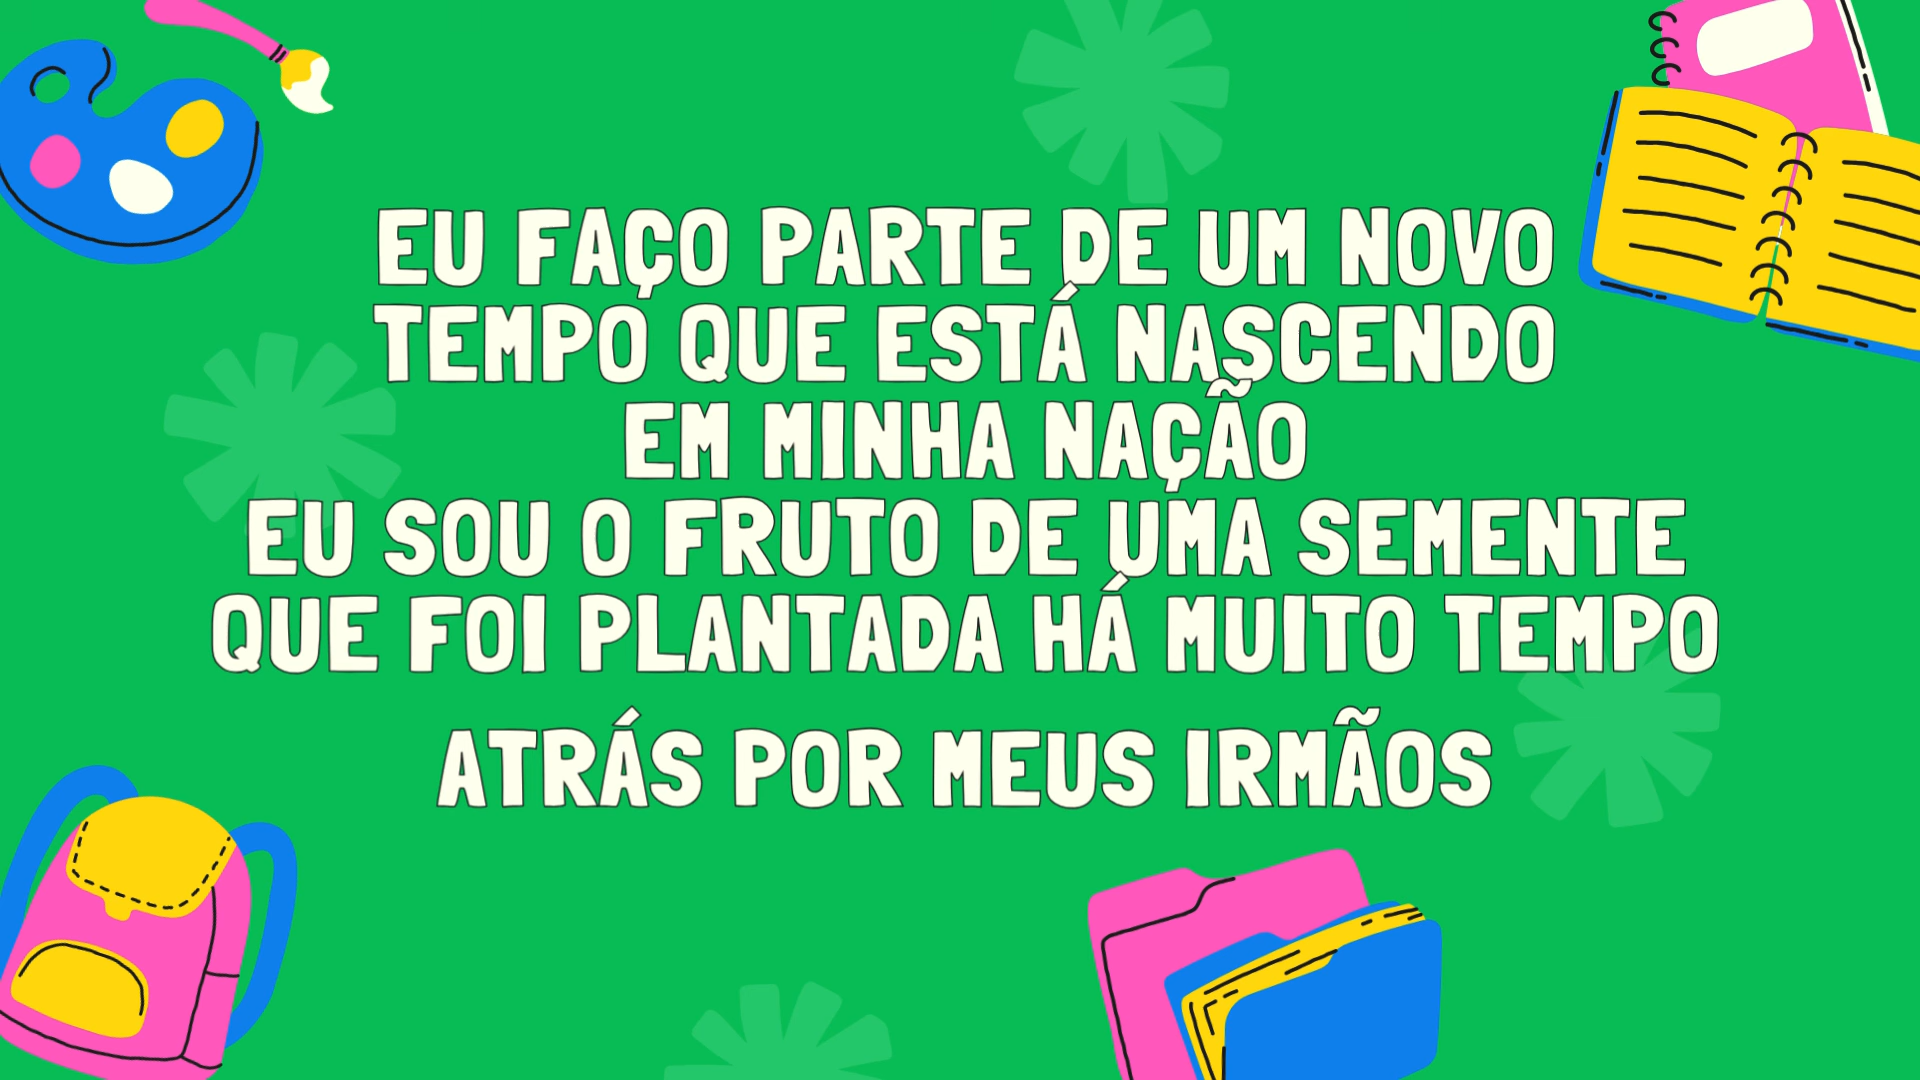 EU FAÇO PARTE DE UM NOVO
TEMPO QUE ESTÁ NASCENDO
EM MINHA NAÇÃO
EU SOU O FRUTO DE UMA SEMENTE
QUE FOI PLANTADA HÁ MUITO TEMPO
ATRÁS POR MEUS IRMÃOS